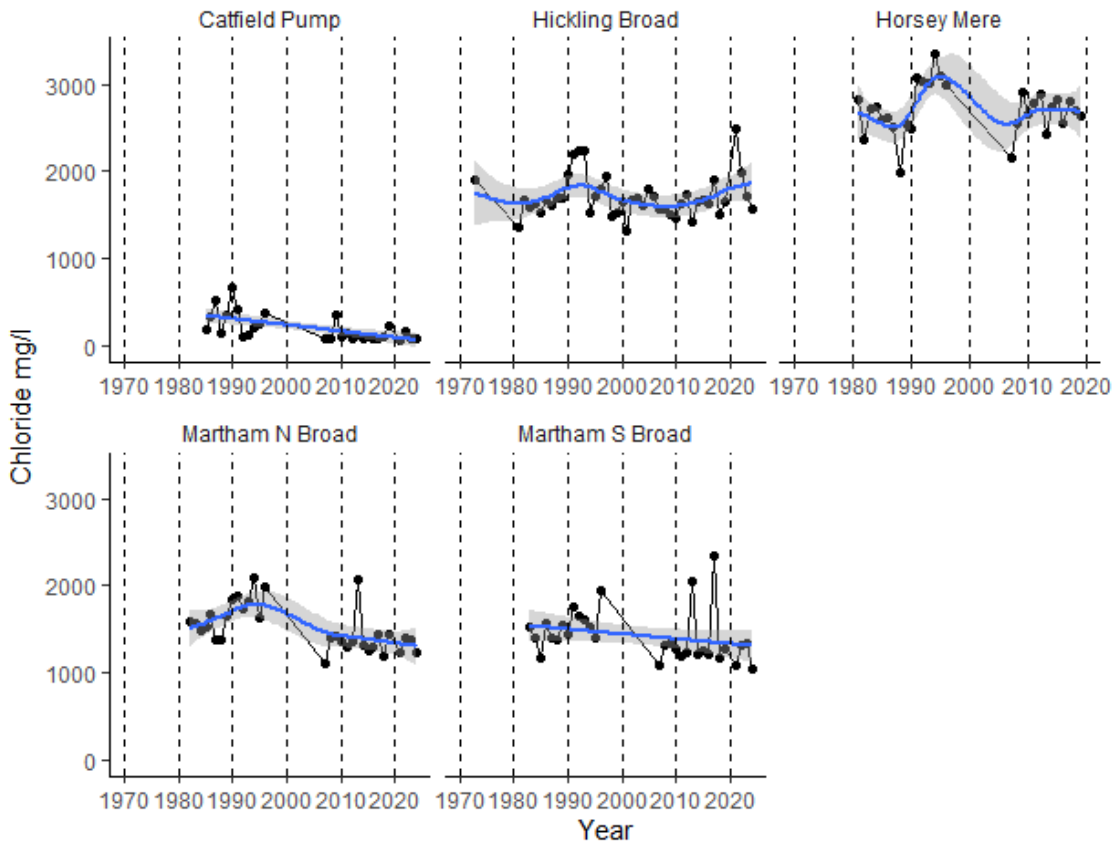 Catfield Pump Hickling Broad Horsey Mere
3000
2000
1000
0
1970 1980 1990 2000 2010 2020 1970 1980 1990 2000 2010 2020 1970 1980 1990 2000 2010 2020
Chloride mg/l
Martham N Broad Martham S Broad
3000
2000
1000
0
1970 1980 1990 2000 2010 2020 1970 1980 1990 2000 2010 2020
Year